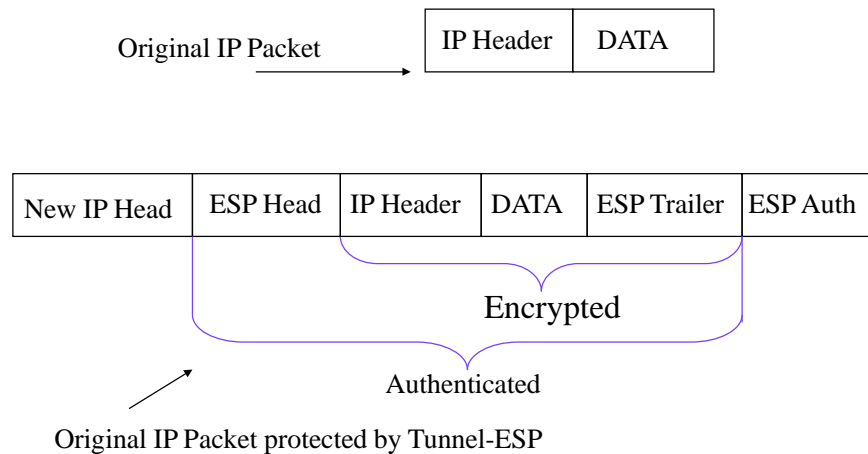 Original IP Packet
IP Header DATA
New IP Head ESP Head IP Header DATA ESP Trailer ESP Auth
Encrypted
Authenticated
Original IP Packet protected by Tunnel-ESP